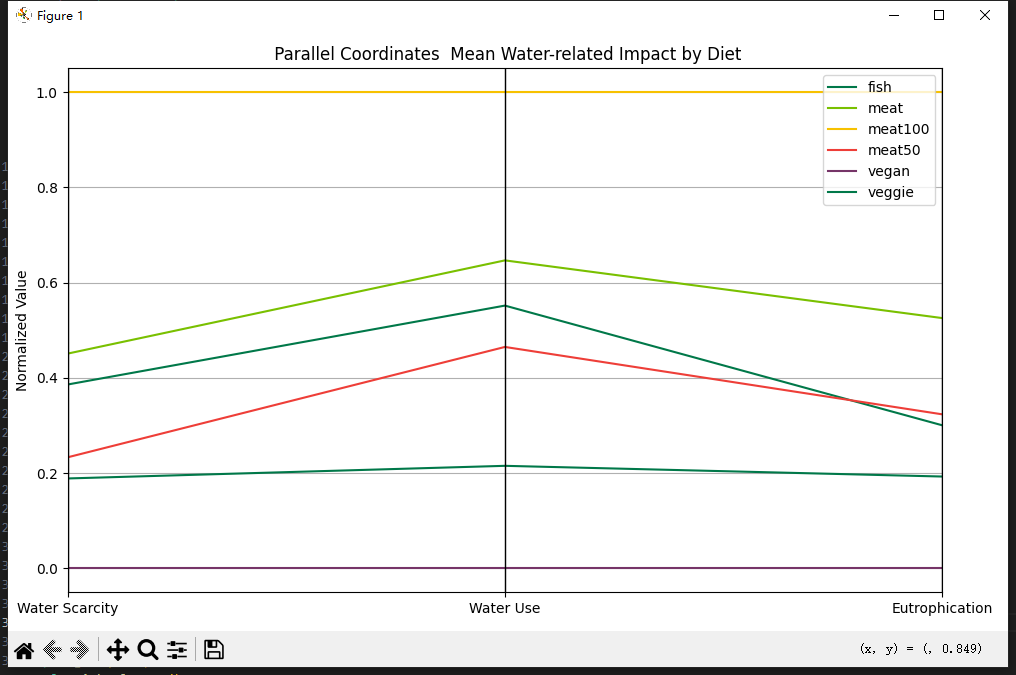 Figure 1
Parallel Coordinates  Mean Water-related Impact by Diet
fish
meat
meat100
meat50
vegan
veggie
Normalized Value
1.0
0.8
0.6
0.4
0.2
0.0
Water Scarcity
Water Use
Eutrophication
(x, y) = (, 0.849)